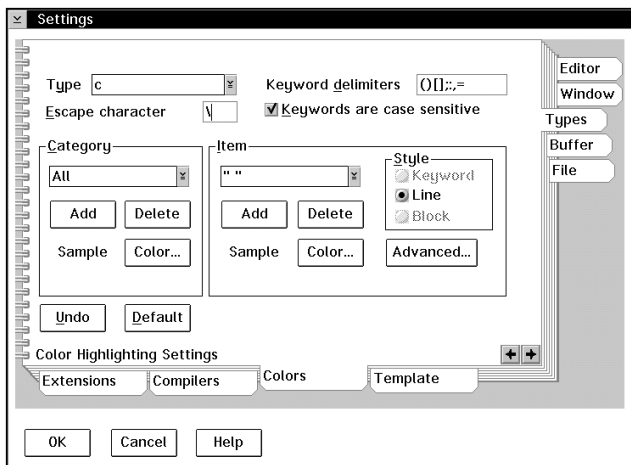 Settings
Type c
Keyword delimiters ()[];:,=
Escape character \
Keywords are case sensitive
Category
All
Add Delete
Sample Color...
Item
" "
Add Delete
Sample Color...
Style
Keyword
Line
Block
Advanced...
Undo Default
Color Highlighting Settings
Editor
Window
Types
Buffer
File
Extensions Compilers Colors Template
OK Cancel Help